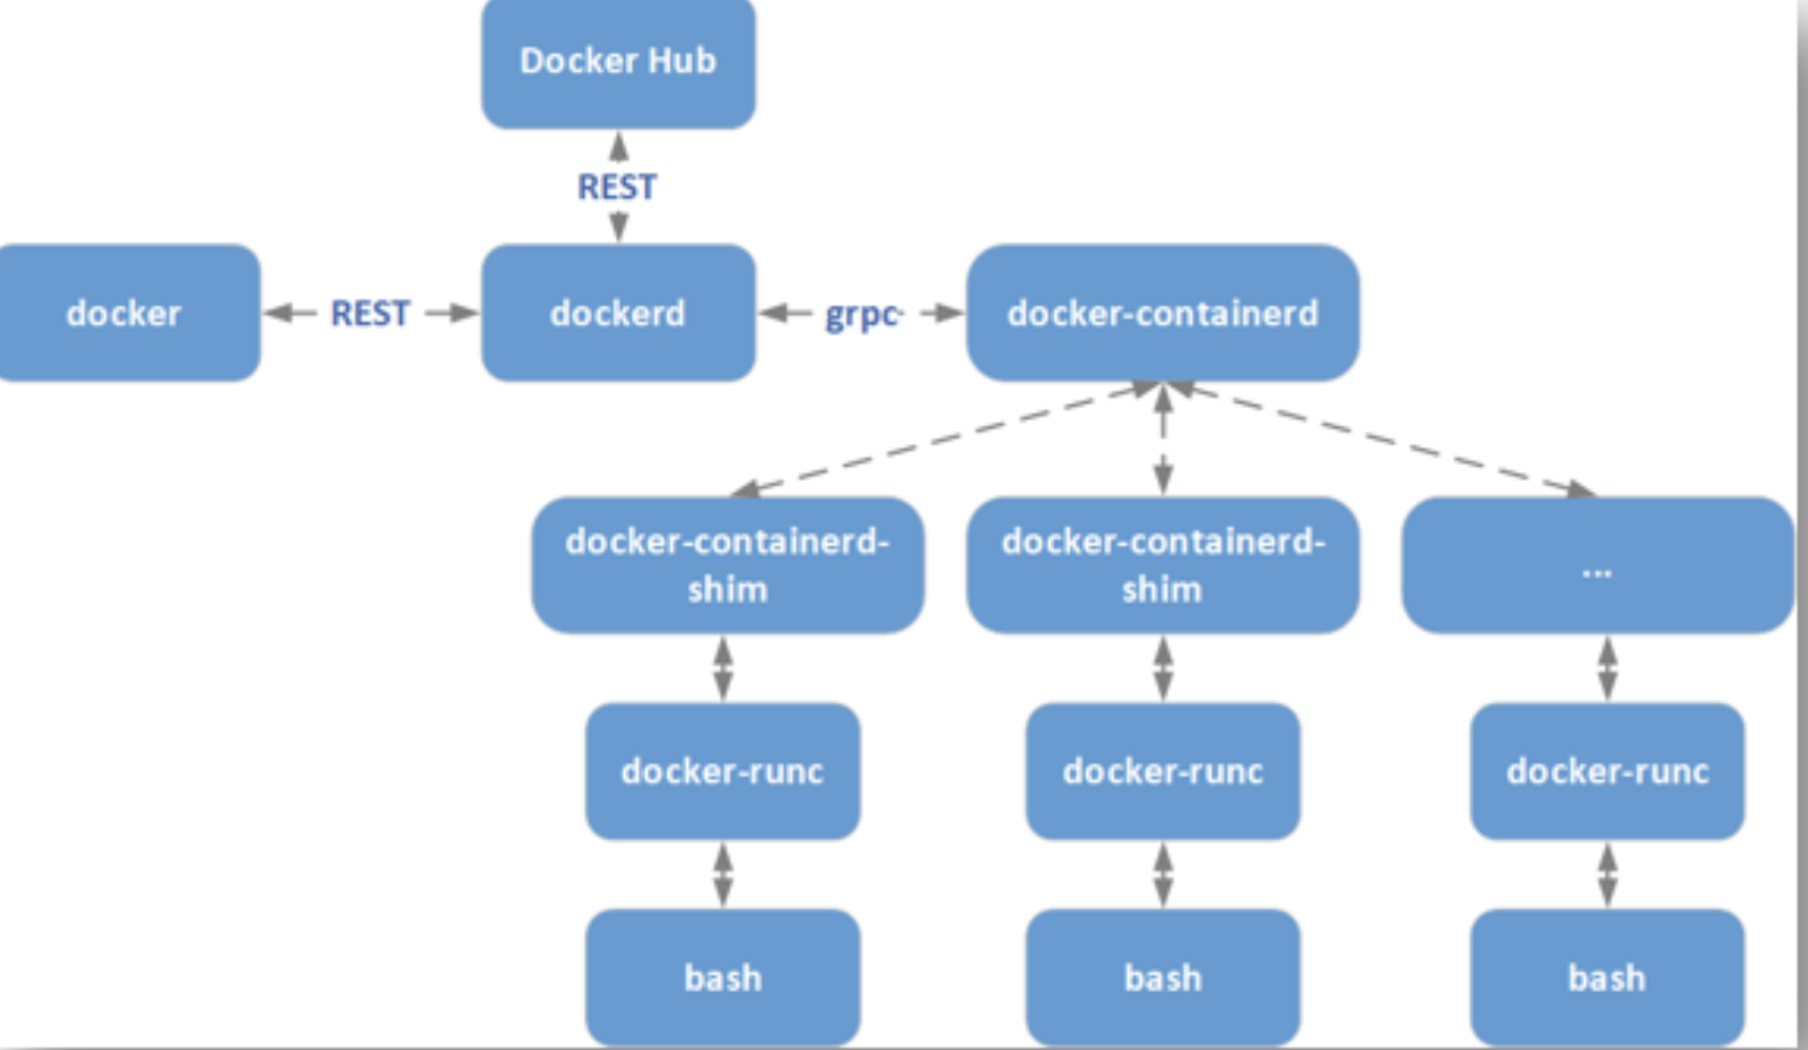 Docker Hub
REST
docker
REST
dockerd
grpc
docker-containerd
docker-containerd-
shim
docker-containerd-
shim
...
docker-runc
docker-runc
docker-runc
bash
bash
bash